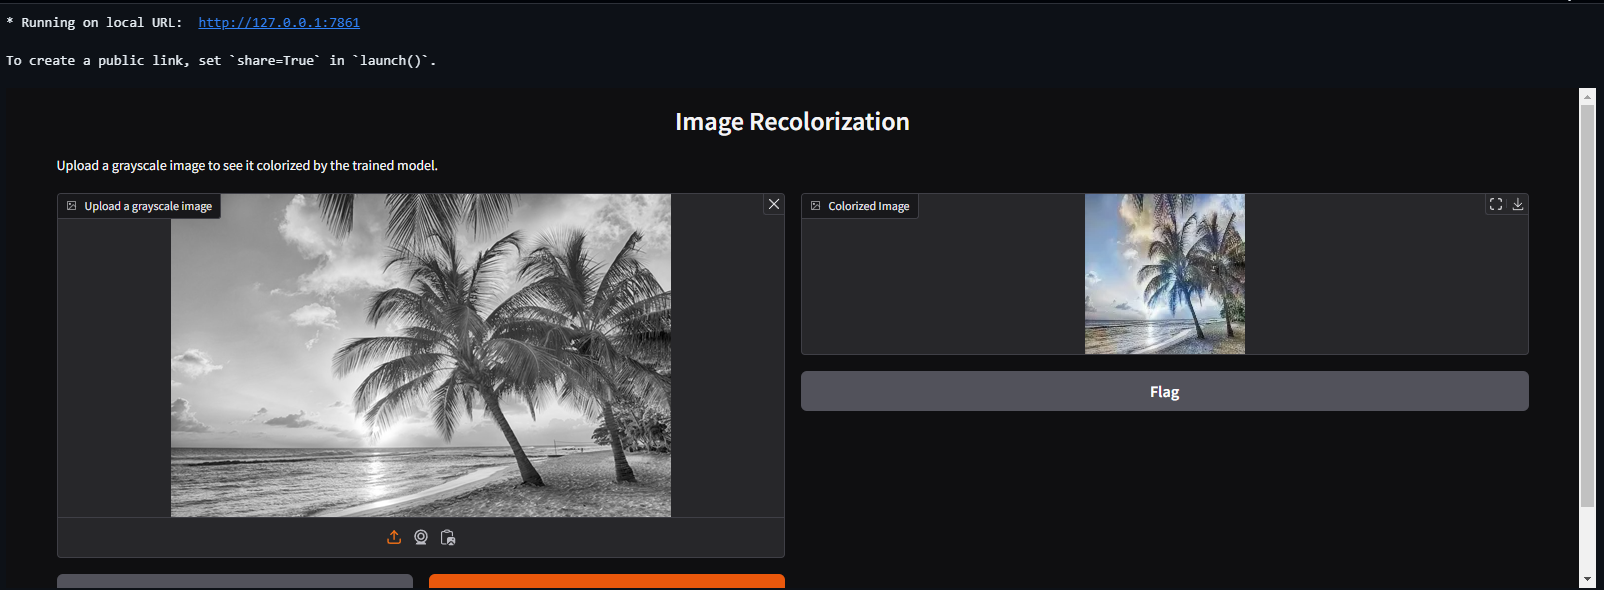 * Running on local URL:  http://127.0.0.1:7861
To create a public link, set `share=True` in `launch()`.
Image Recolorization
Upload a grayscale image to see it colorized by the trained model.
Upload a grayscale image
Colorized Image
Flag